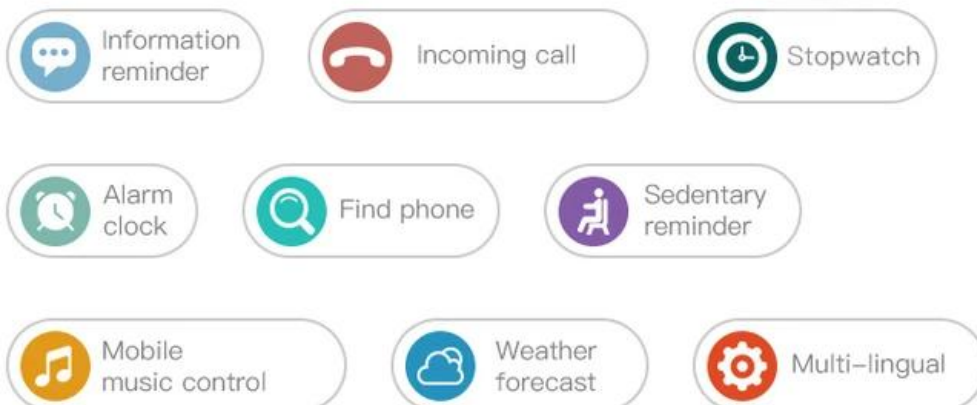 Information
reminder
Incoming call
Stopwatch
Alarm
clock
Find phone
Sedentary
reminder
Mobile
music control
Weather
forecast
Multi-lingual